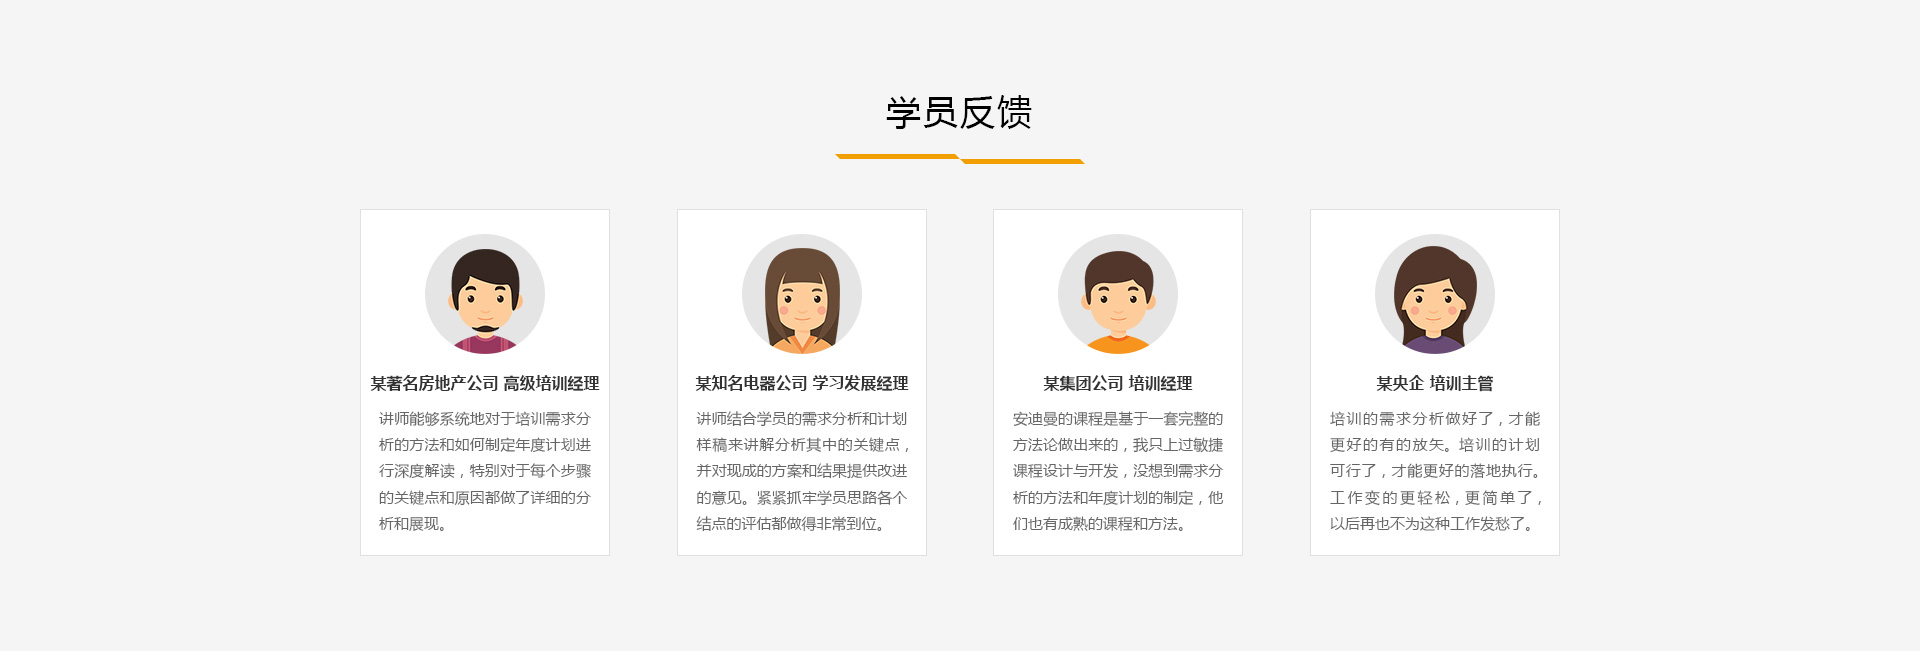 学员反馈
某著名房地产公司 高级培训经理
讲师能够系统地对于培训需求分
析的方法和如何制定年度计划进
行深度解读，特别对于每个步骤
的关键点和原因都做了详细的分
析和展现。
某知名电器公司 学习发展经理
讲师结合学员的需求分析和计划
样稿来讲解分析其中的关键点，
并对现成的方案和结果提供改进
的意见。紧紧抓牢学员思路各个
结点的评估都做得非常到位。
某集团公司 培训经理
安迪曼的课程是基于一套完整的
方法论做出来的，我只上过敏捷
课程设计与开发，没想到需求分
析的方法和年度计划的制定，他
们也有成熟的课程和方法。
某央企 培训主管
培训的需求分析做好了，才能
更好的有的放矢。培训的计划
可行了，才能更好的落地执行。
工作变的更轻松，更简单了，
以后再也不为这种工作发愁了。